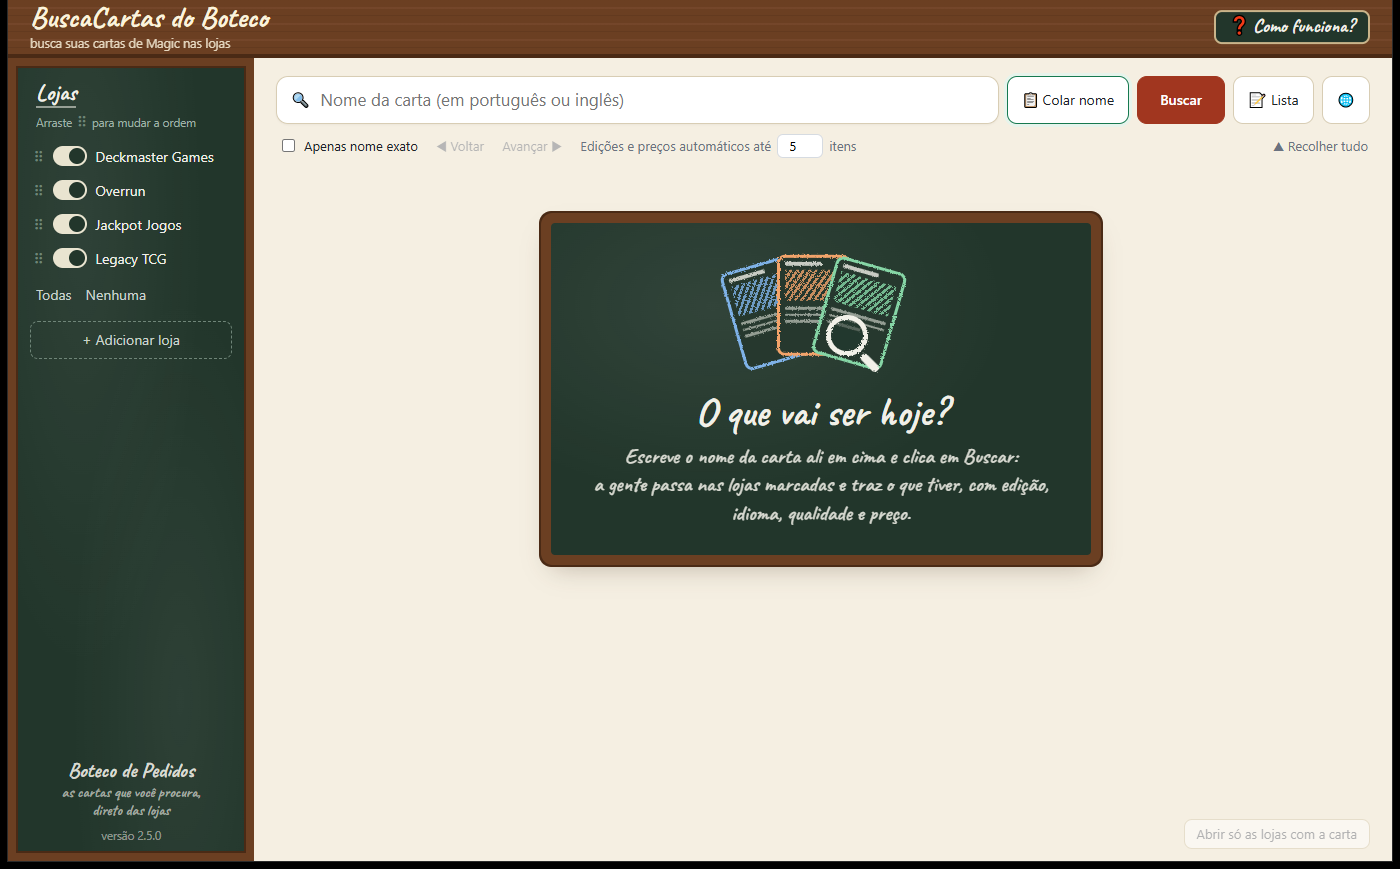 BuscaCartas do Boteco
busca suas cartas de Magic nas lojas
❓ Como funciona?
Lojas
Arraste ⠿ para mudar a ordem
Deckmaster Games
Overrun
Jackpot Jogos
Legacy TCG
Todas Nenhuma
+ Adicionar loja
Boteco de Pedidos
as cartas que você procura,
direto das lojas
versão 2.5.0
Nome da carta (em português ou inglês)
Colar nome
Buscar
Lista
Apenas nome exato
◀ Voltar
Avançar ▶
Edições e preços automáticos até 5 itens
▲ Recolher tudo
O que vai ser hoje?
Escreve o nome da carta ali em cima e clica em Buscar:
a gente passa nas lojas marcadas e traz o que tiver, com edição,
idioma, qualidade e preço.
Abrir só as lojas com a carta